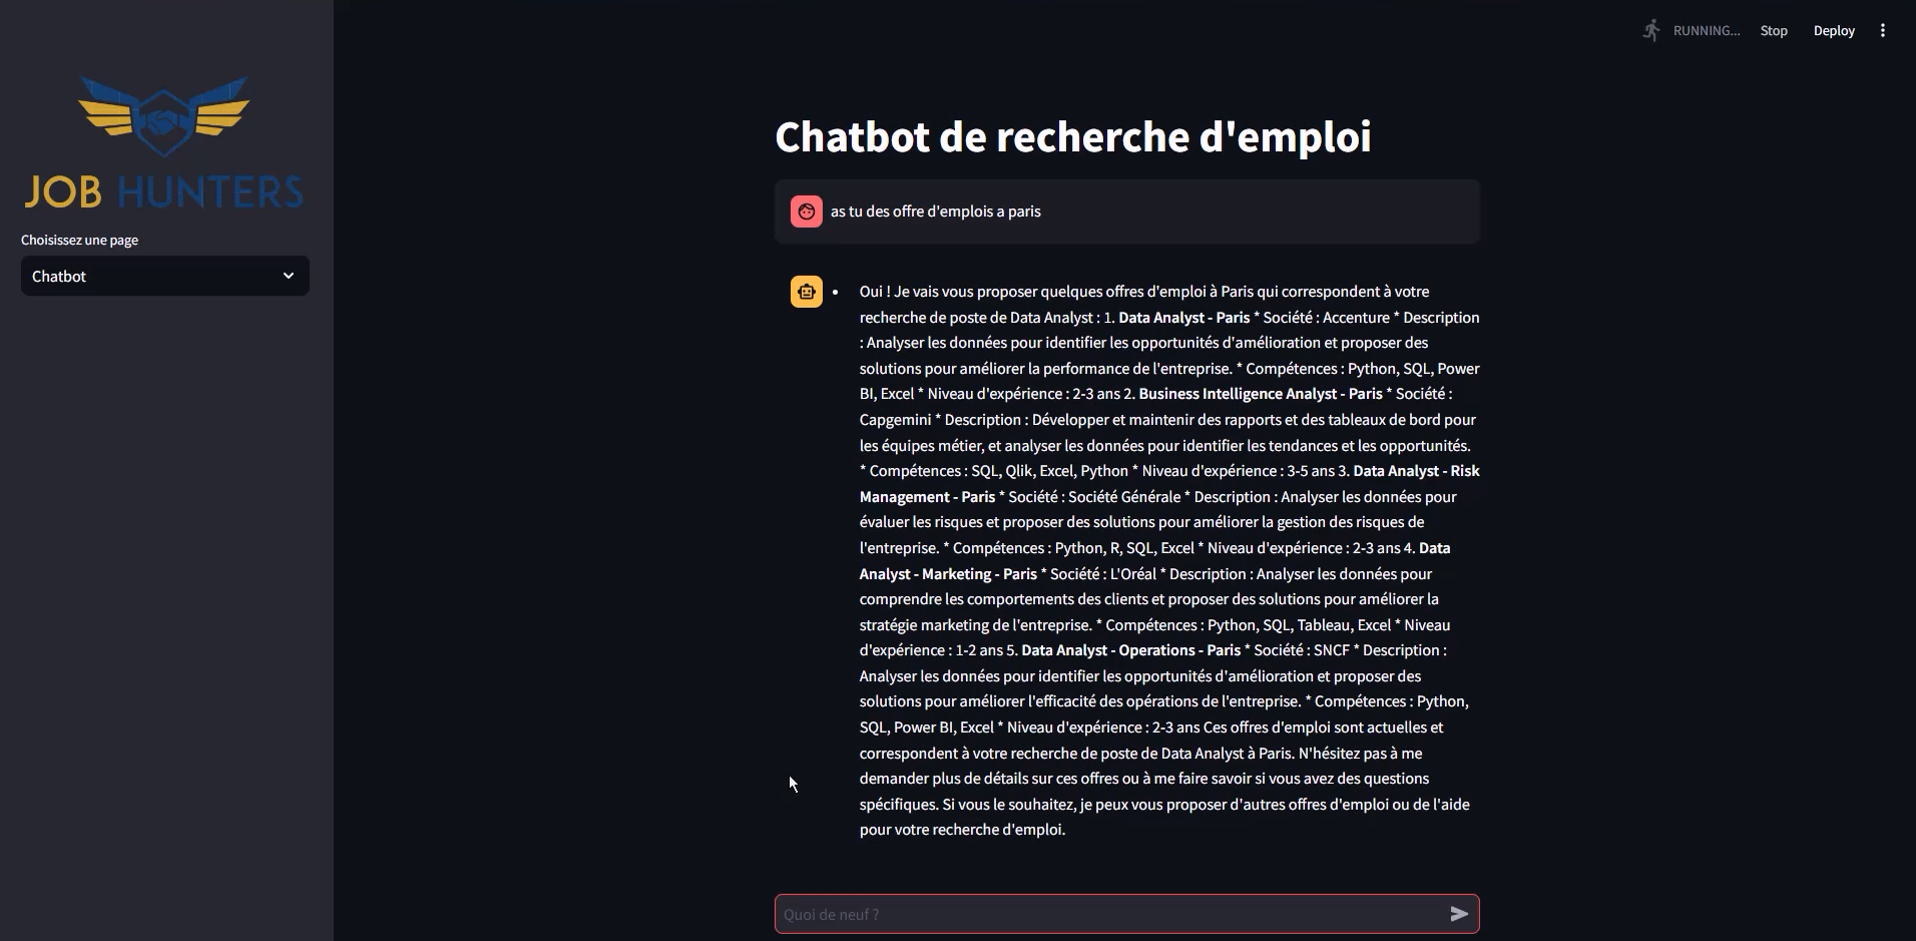 RUNNING...
Stop
Deploy
JOB HUNTERS
Choisissez une page
Chatbot
Chatbot de recherche d'emploi
as tu des offre d'emplois a paris
• Oui ! Je vais vous proposer quelques offres d'emploi à Paris qui correspondent à votre
recherche de poste de Data Analyst : 1. Data Analyst - Paris * Société : Accenture * Description
: Analyser les données pour identifier les opportunités d'amélioration et proposer des
solutions pour améliorer la performance de l'entreprise. * Compétences : Python, SQL, Power
BI, Excel * Niveau d'expérience : 2-3 ans 2. Business Intelligence Analyst - Paris * Société :
Capgemini * Description : Développer et maintenir des rapports et des tableaux de bord pour
les équipes métier, et analyser les données pour identifier les tendances et les opportunités.
* Compétences : SQL, Qlik, Excel, Python * Niveau d'expérience : 3-5 ans 3. Data Analyst - Risk
Management - Paris * Société : Société Générale * Description : Analyser les données pour
évaluer les risques et proposer des solutions pour améliorer la gestion des risques de
l'entreprise. * Compétences : Python, R, SQL, Excel * Niveau d'expérience : 2-3 ans 4. Data
Analyst - Marketing - Paris * Société : L'Oréal * Description : Analyser les données pour
comprendre les comportements des clients et proposer des solutions pour améliorer la
stratégie marketing de l'entreprise. * Compétences : Python, SQL, Tableau, Excel * Niveau
d'expérience : 1-2 ans 5. Data Analyst - Operations - Paris * Société : SNCF * Description :
Analyser les données pour identifier les opportunités d'amélioration et proposer des
solutions pour améliorer l'efficacité des opérations de l'entreprise. * Compétences : Python,
SQL, Power BI, Excel * Niveau d'expérience : 2-3 ans Ces offres d'emploi sont actuelles et
correspondent à votre recherche de poste de Data Analyst à Paris. N'hésitez pas à me
demander plus de détails sur ces offres ou à me faire savoir si vous avez des questions
spécifiques. Si vous le souhaitez, je peux vous proposer d'autres offres d'emploi ou de l'aide
pour votre recherche d'emploi.
Quoi de neuf ?